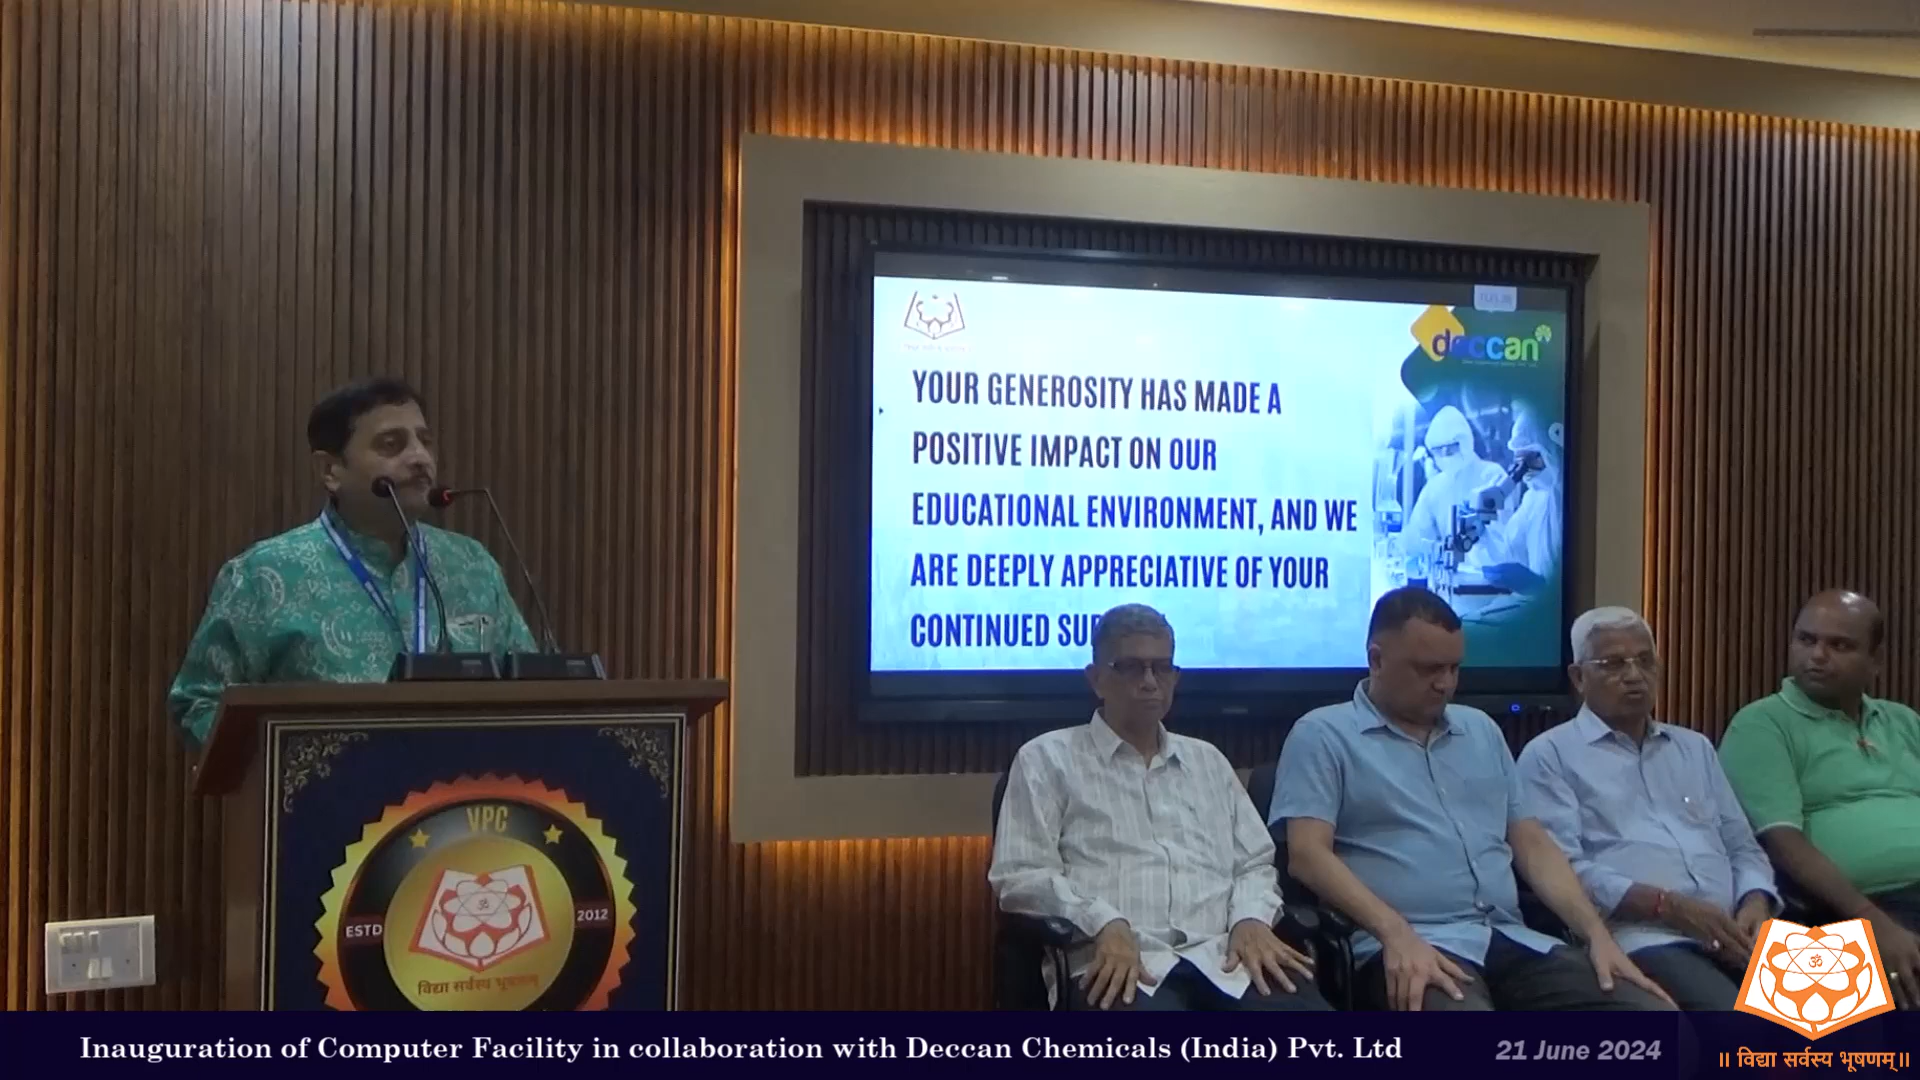 deccan
YOUR GENEROSITY HAS MADE A
POSITIVE IMPACT ON OUR
EDUCATIONAL ENVIRONMENT, AND WE
ARE DEEPLY APPRECIATIVE OF YOUR
CONTINUED
VPC
ESTD
2012
ॐ
विद्या सर्वस्य भूषणम्
Inauguration of Computer Facility in collaboration with Deccan Chemicals (India) Pvt. Ltd
21 June 2024
ॐ
॥ विद्या सर्वस्य भूषणम् ॥